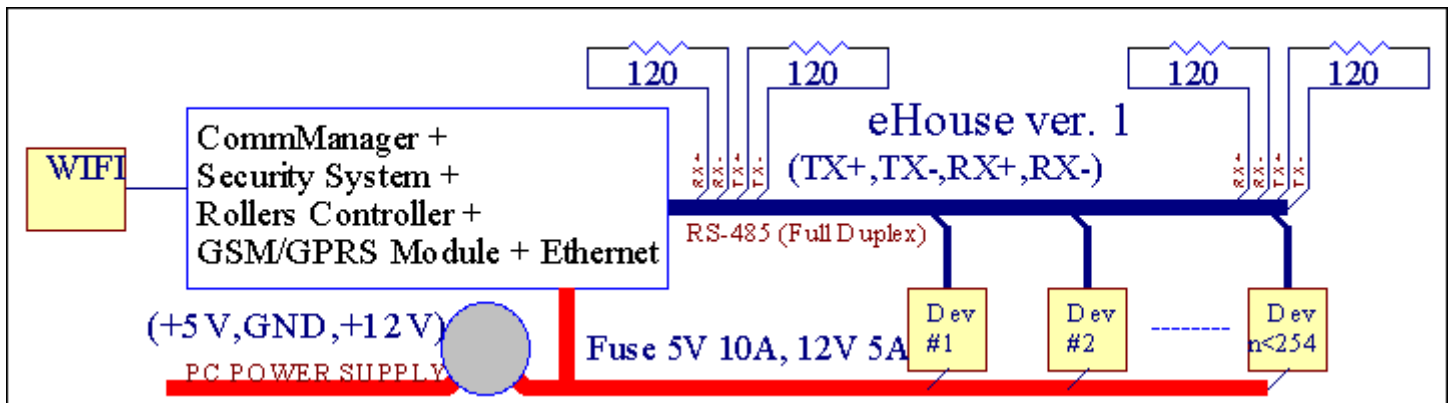 120
120
120
120
eHouse ver. 1
(TX+,TX-,RX+,RX-)
RX+
RX-
TX+
TX-
RX+
RX-
TX+
TX-
WIFI
CommManager +
Security System +
Rollers Controller +
GSM/GPRS Module + Ethernet
RS-485 (Full Duplex)
(+5V,GND,+12V)
PC POWER SUPPLY
Fuse 5V 10A, 12V 5A
Dev
#1
Dev
#2
Dev
n<254